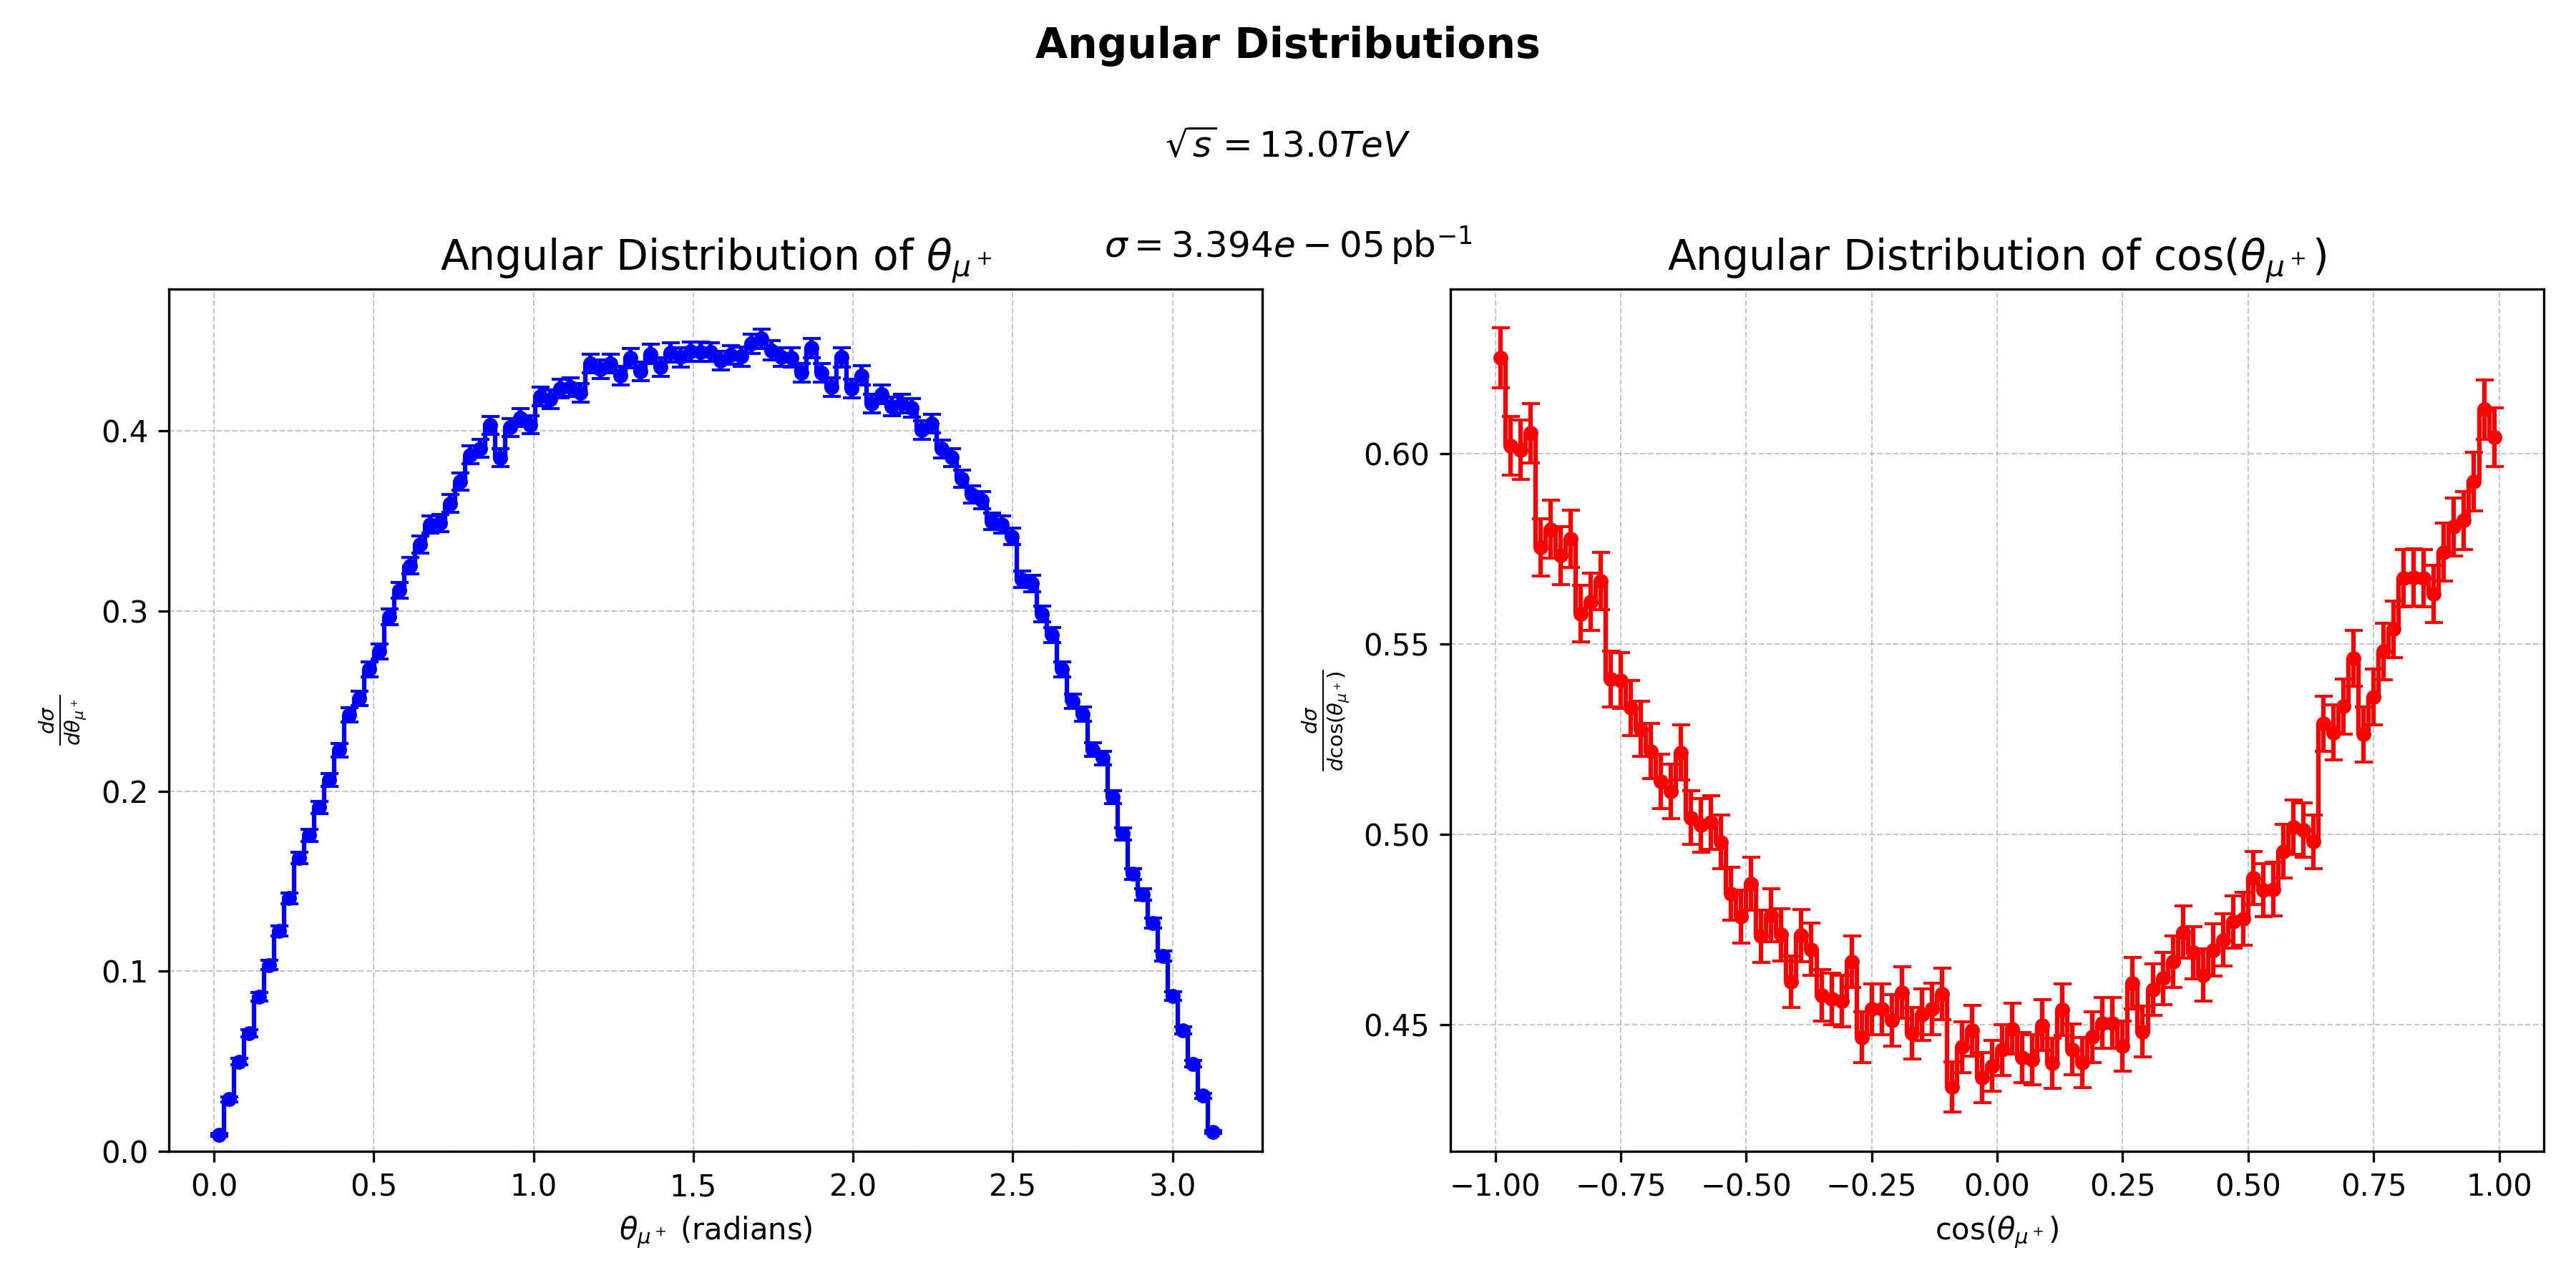 Angular Distributions
√s = 13.0TeV
σ = 3.394e − 05 pb⁻¹
Angular Distribution of θ_μ⁺
dσ/dθ_μ⁺
0.4
0.3
0.2
0.1
0.0
0.0 0.5 1.0 1.5 2.0 2.5 3.0
θ_μ⁺ (radians)
Angular Distribution of cos(θ_μ⁺)
dσ/dcos(θ_μ⁺)
0.60
0.55
0.50
0.45
−1.00 −0.75 −0.50 −0.25 0.00 0.25 0.50 0.75 1.00
cos(θ_μ⁺)